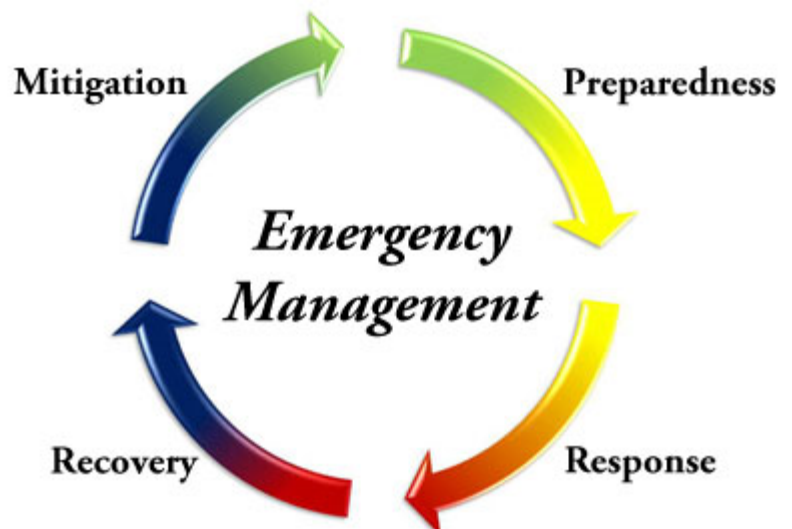 Mitigation
Preparedness
Emergency
Management
Recovery
Response